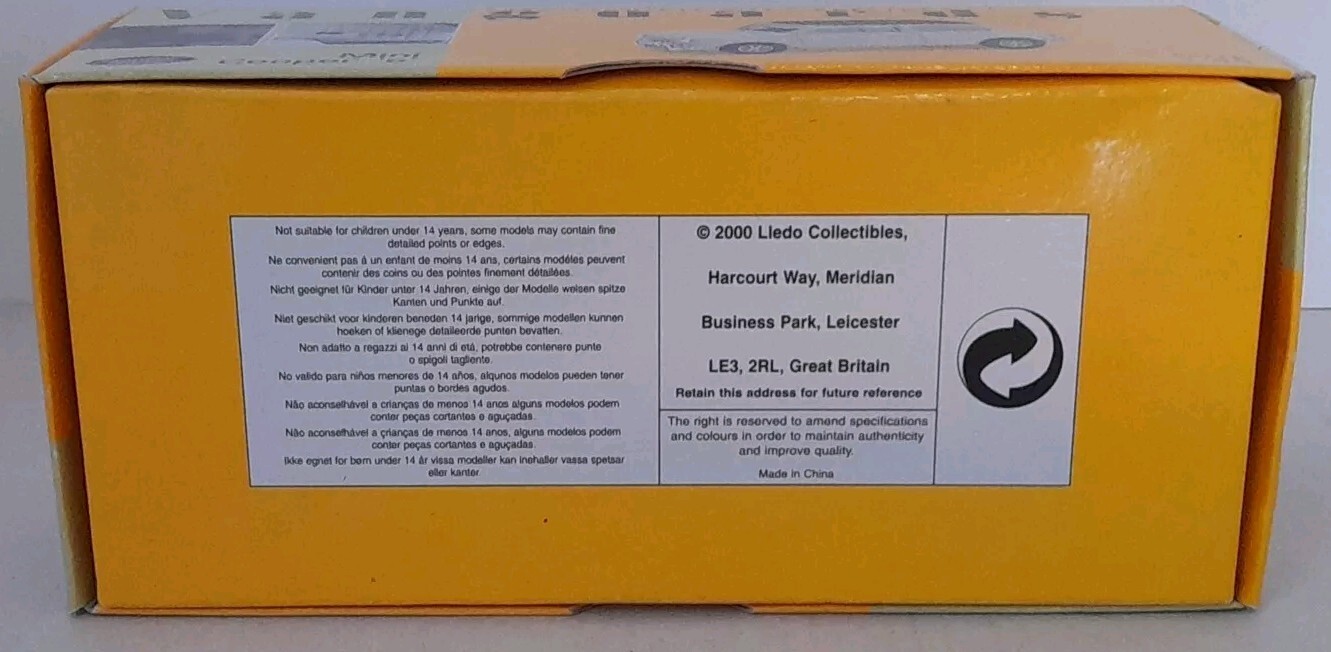 Mini
Cooper
Not suitable for children under 14 years, some models may contain fine
detailed points or edges.
Ne convenient pas á un enfant de moins 14 ans, certains modéles peuvent
contenir des coins ou des pointes finement détailées.
Nicht geeignet für Kinder unter 14 Jahren, einige der Modelle weisen spitze
Kanten und Punkte auf.
Niet geschikt voor kinderen beneden 14 jarige, sommige modellen kunnen
hoeken of klienege detaileerde punten bevatten.
Non adatto a regazzi ai 14 anni di etá, potrebbe contenere punte
o spigoli tagliente.
No valido para niños menores de 14 años, algunos modelos pueden tener
puntas o bordes agudos.
Não aconselhável a crianças de menos 14 anos alguns modelos podem
conter peças cortantes e aguçadas.
Não aconselhável a crianças de menos 14 anos, alguns modelos podem
conter peças cortantes e aguçadas.
Ikke egnet for børn under 14 år vissa modeller kan inehaller vassa spetsar
eller kanter
© 2000 Lledo Collectibles,
Harcourt Way, Meridian
Business Park, Leicester
LE3, 2RL, Great Britain
Retain this address for future reference
The right is reserved to amend specifications
and colours in order to maintain authenticity
and improve quality.
Made in China